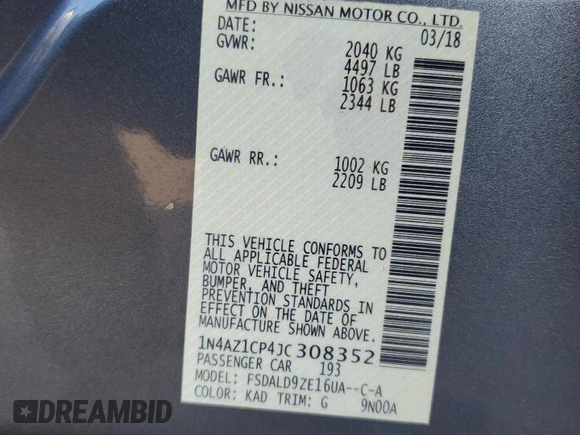 MFD BY NISSAN MOTOR CO., LTD.
DATE: 03/18
GVWR: 2040 KG
4497 LB
GAWR FR.: 1063 KG
2344 LB
GAWR RR.: 1002 KG
2209 LB
THIS VEHICLE CONFORMS TO
ALL APPLICABLE FEDERAL
MOTOR VEHICLE SAFETY,
BUMPER, AND THEFT
PREVENTION STANDARDS IN
EFFECT ON THE DATE OF
MANUFACTURE SHOWN ABOVE.
1N4AZ1CP4JC308352
PASSENGER CAR 193
MODEL: FSDALD9ZE16UA--C-A
COLOR: KAD TRIM: G 9N00A
AUTOBIDMASTER